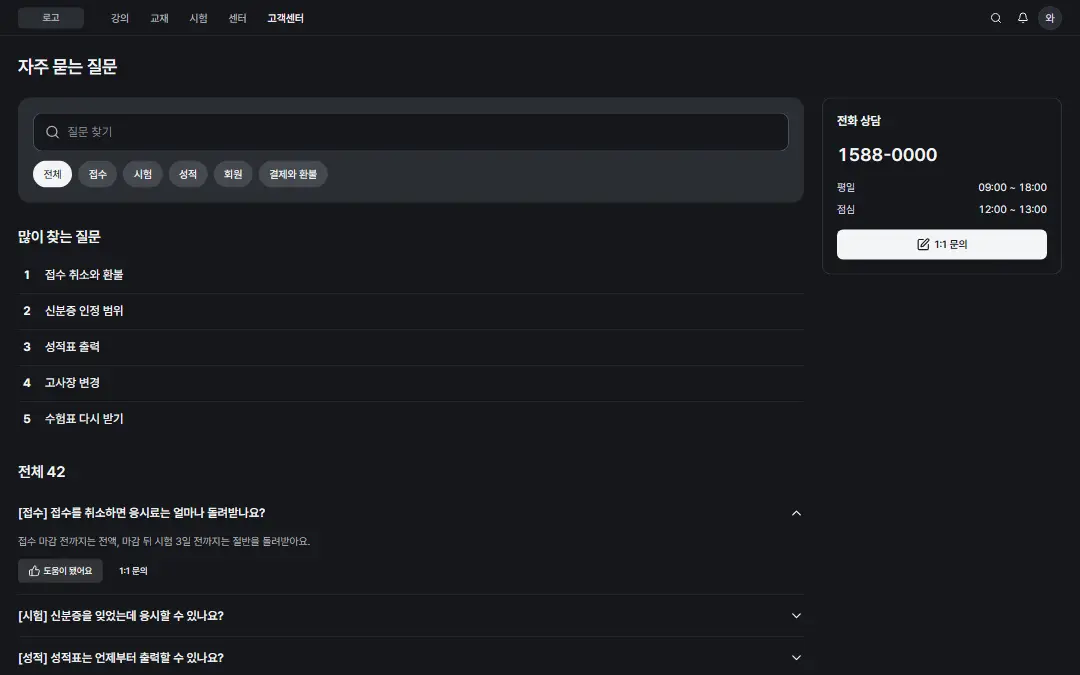 로고 강의 교재 시험 센터 고객센터 와
자주 묻는 질문
질문 찾기
전체 접수 시험 성적 회원 결제와 환불
많이 찾는 질문
1 접수 취소와 환불
2 신분증 인정 범위
3 성적표 출력
4 고사장 변경
5 수험표 다시 받기
전체 42
[접수] 접수를 취소하면 응시료는 얼마나 돌려받나요?
접수 마감 전까지는 전액, 마감 뒤 시험 3일 전까지는 절반을 돌려받아요.
도움이 됐어요 1:1 문의
[시험] 신분증을 잊었는데 응시할 수 있나요?
[성적] 성적표는 언제부터 출력할 수 있나요?
전화 상담
1588-0000
평일 09:00 ~ 18:00
점심 12:00 ~ 13:00
1:1 문의